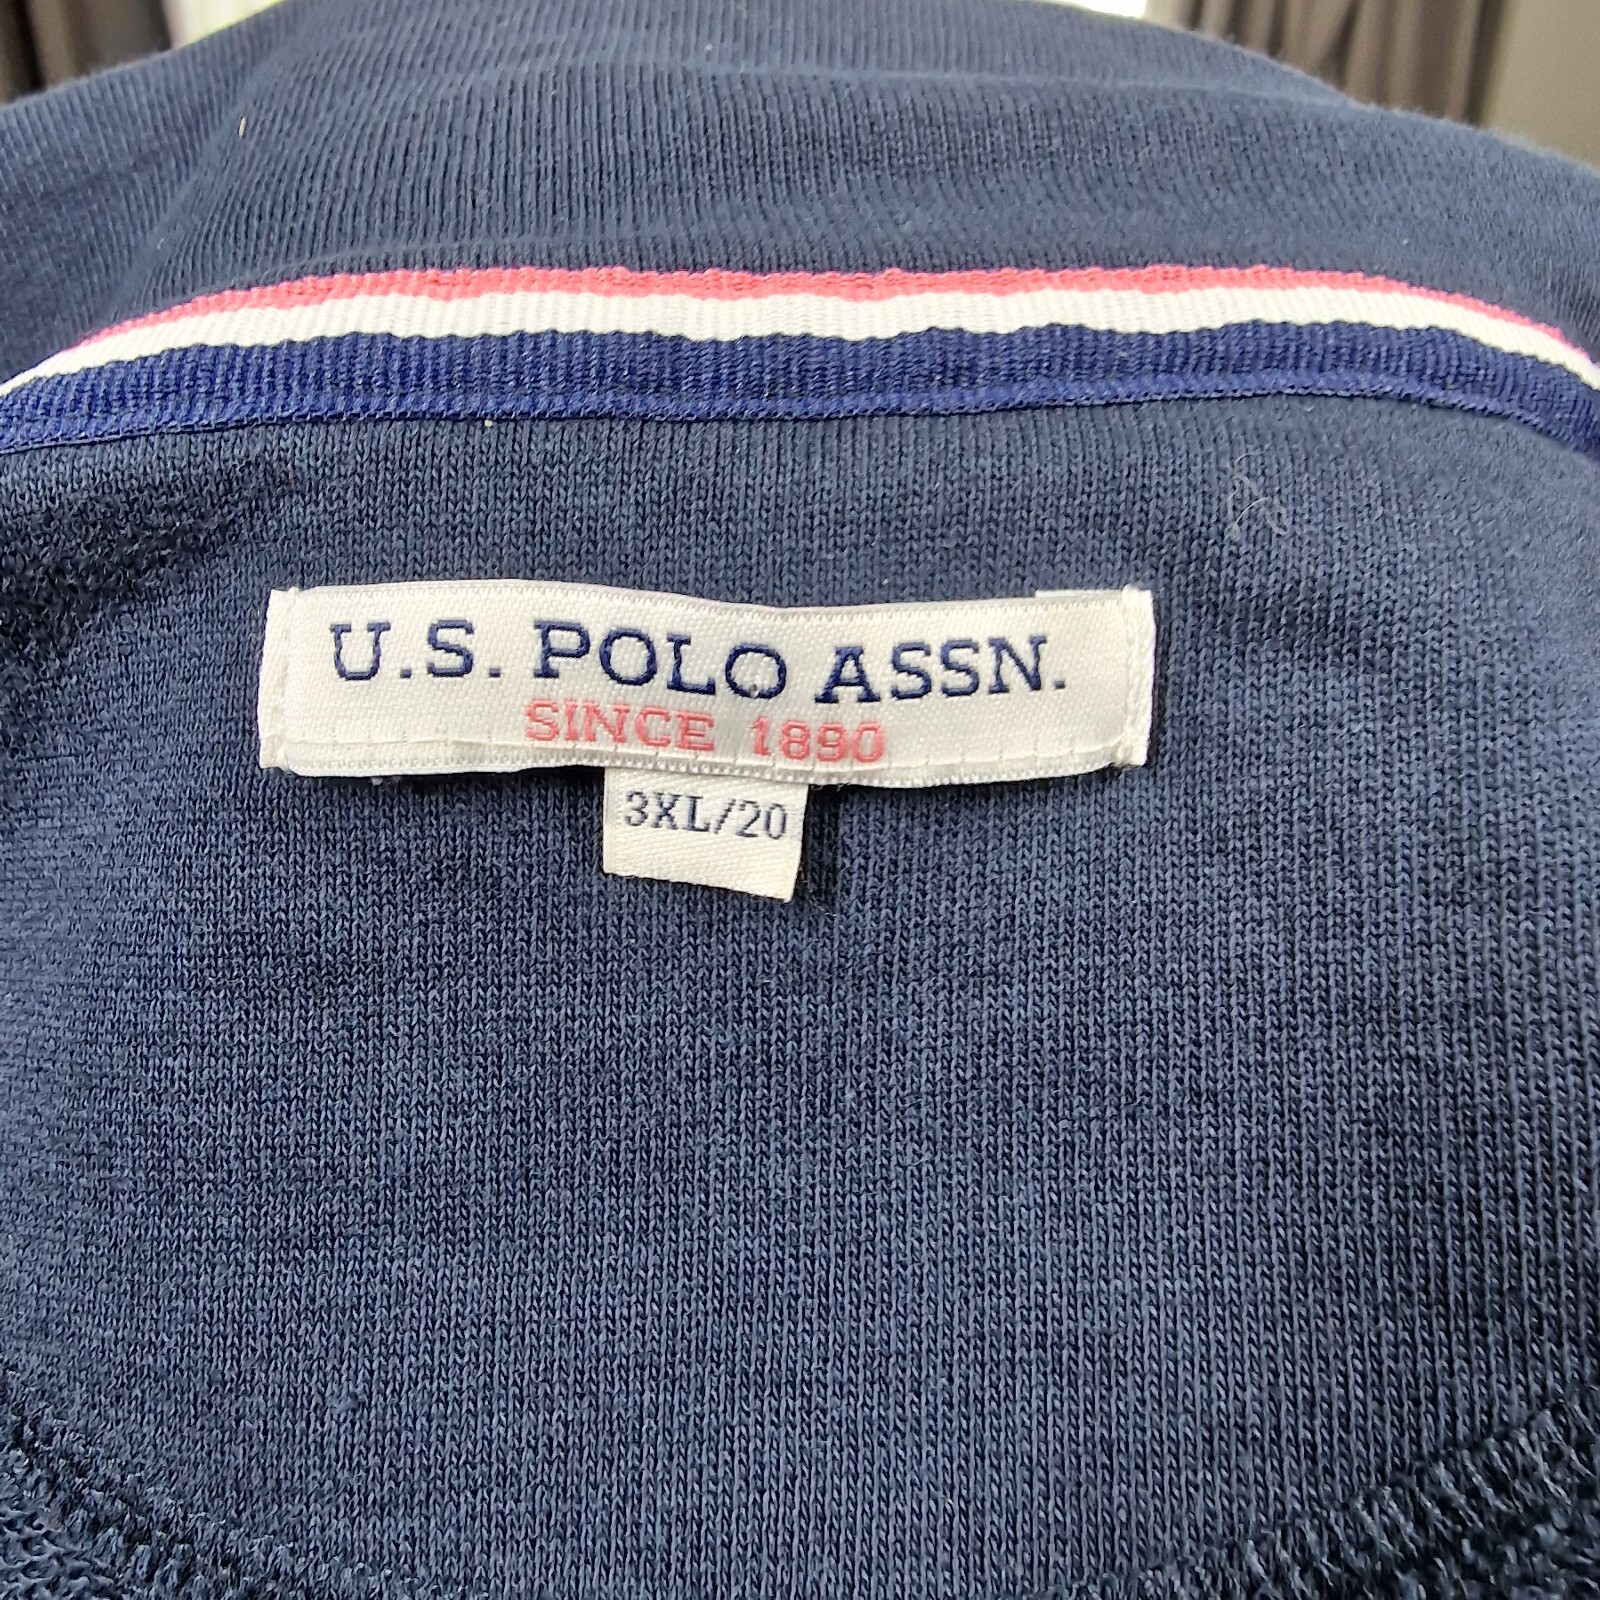 U.S. POLO ASSN.
SINCE 1890
3XL/20